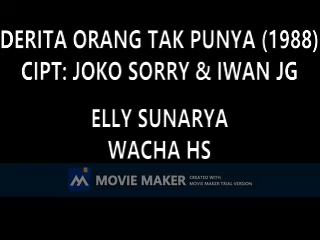 DERITA ORANG TAK PUNYA (1988)
CIPT: JOKO SORRY & IWAN JG
ELLY SUNARYA
WACHA HS
MOVIE MAKER
CREATED WITH
MOVIE MAKER TRIAL VERSION